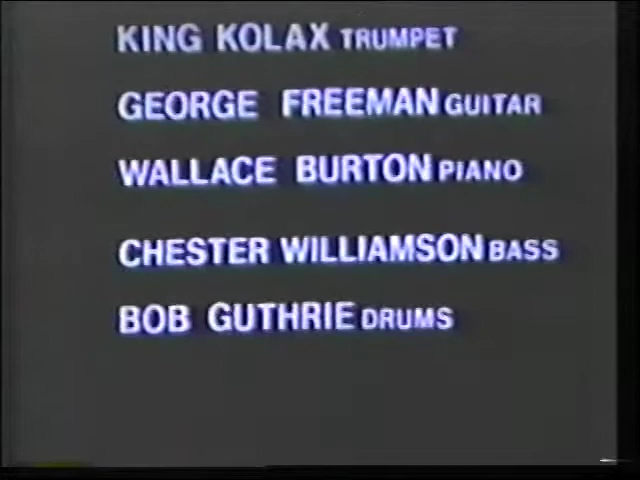 KING KOLAX TRUMPET
GEORGE FREEMAN GUITAR
WALLACE BURTON PIANO
CHESTER WILLIAMSON BASS
BOB GUTHRIE DRUMS